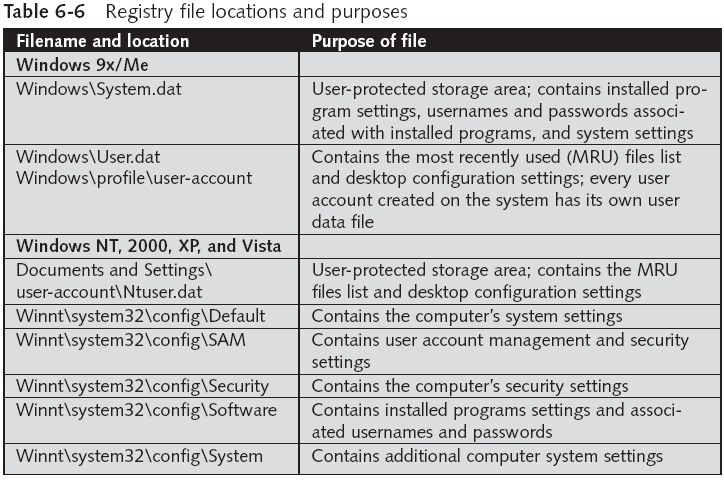 Table 6-6 Registry file locations and purposes
Filename and location Purpose of file
Windows 9x/Me
Windows\System.dat User-protected storage area; contains installed pro-
gram settings, usernames and passwords associ-
ated with installed programs, and system settings
Windows\User.dat Contains the most recently used (MRU) files list
Windows\profile\user-account and desktop configuration settings; every user
account created on the system has its own user
data file
Windows NT, 2000, XP, and Vista
Documents and Settings\ User-protected storage area; contains the MRU
user-account\Ntuser.dat files list and desktop configuration settings
Winnt\system32\config\Default Contains the computer's system settings
Winnt\system32\config\SAM Contains user account management and security
settings
Winnt\system32\config\Security Contains the computer's security settings
Winnt\system32\config\Software Contains installed programs settings and associ-
ated usernames and passwords
Winnt\system32\config\System Contains additional computer system settings